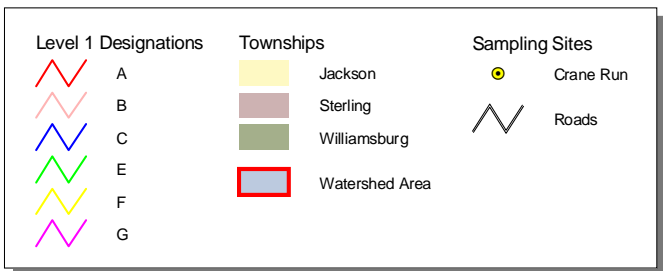 Level 1 Designations
A
B
C
E
F
G
Townships
Jackson
Sterling
Williamsburg
Watershed Area
Sampling Sites
Crane Run
Roads